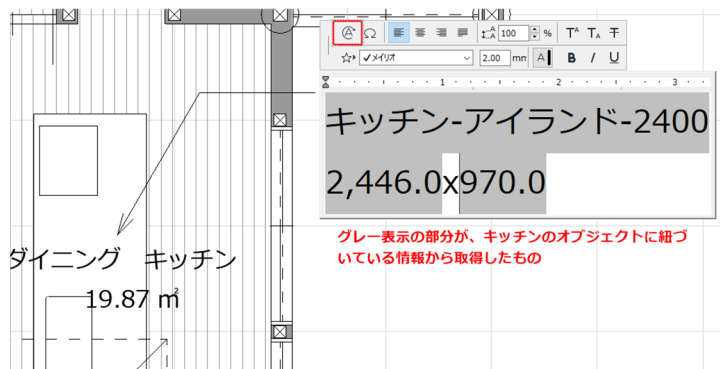 100
%
✓メイリオ
2.00
mm
A
B
I
U
1
2
3
キッチン-アイランド-2400
2,446.0x970.0
グレー表示の部分が、キッチンのオブジェクトに紐づ
いている情報から取得したもの
ダイニング　キッチン
19.87 ㎡